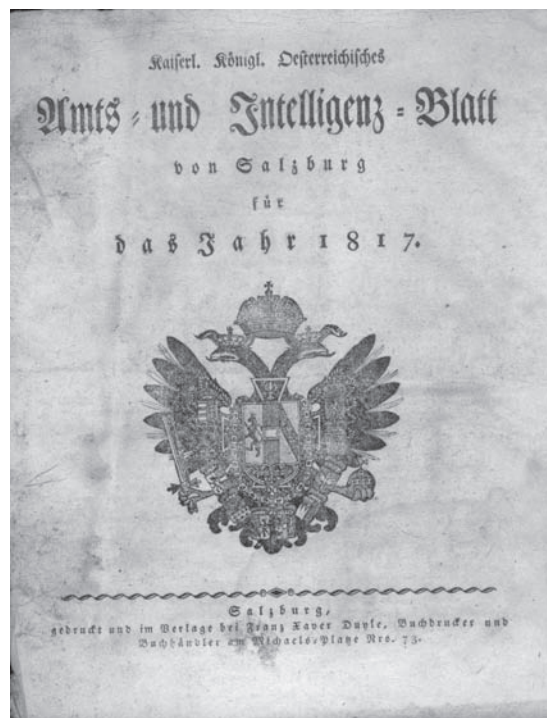 Kaiserl. Königl. Oesterreichisches
Amts- und Intelligenz-Blatt
von Salzburg
für
das Jahr 1817.
Salzburg,
gedruckt und im Verlage bei Franz Xaver Duyle, Buchdrucker und
Buchhändler am Michaels-Platze Nro. 73.